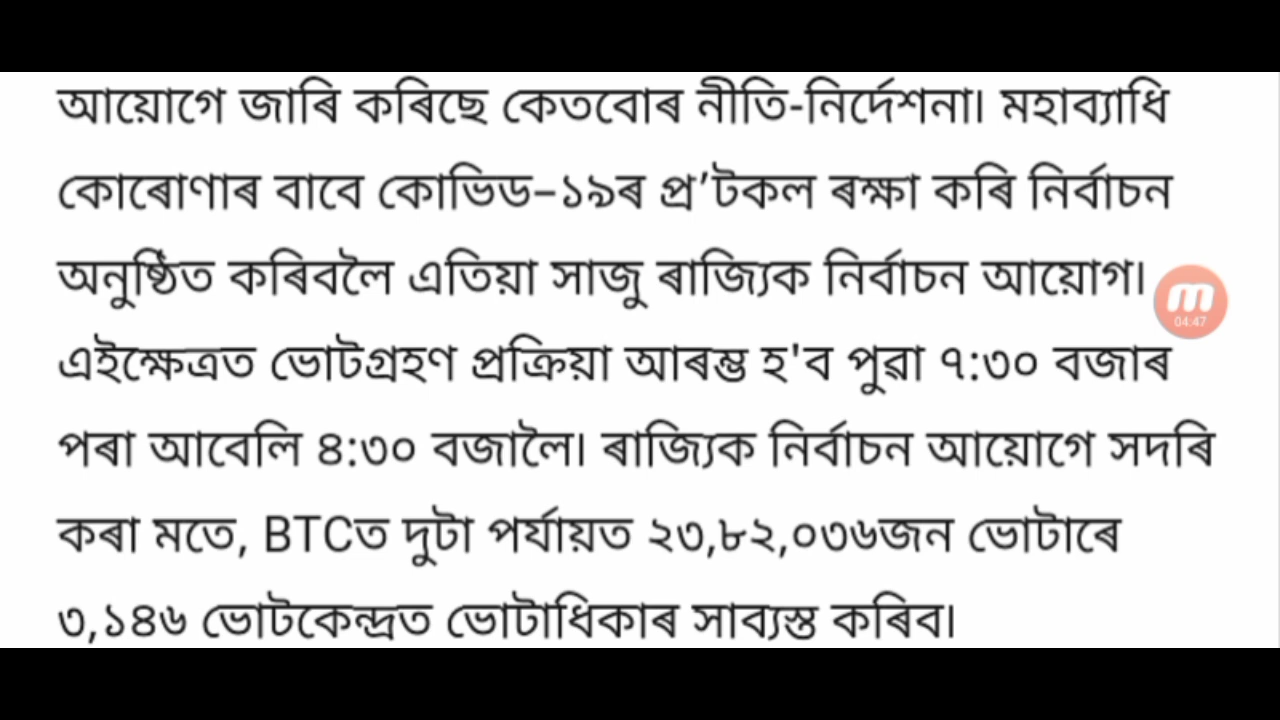 আয়োগে জাৰি কৰিছে কেতবোৰ নীতি-নিৰ্দেশনা। মহাব্যাধি
কোৰোণাৰ বাবে কোভিড–১৯ৰ প্ৰ’টকল ৰক্ষা কৰি নিৰ্বাচন
অনুষ্ঠিত কৰিবলৈ এতিয়া সাজু ৰাজ্যিক নিৰ্বাচন আয়োগ।
m
04:47
এইক্ষেত্ৰত ভোটগ্ৰহণ প্ৰক্ৰিয়া আৰম্ভ হ'ব পুৱা ৭:৩০ বজাৰ
পৰা আবেলি ৪:৩০ বজালৈ। ৰাজ্যিক নিৰ্বাচন আয়োগে সদৰি
কৰা মতে, BTCত দুটা পৰ্যায়ত ২৩,৮২,০৩৬জন ভোটাৰে
৩,১৪৬ ভোটকেন্দ্ৰত ভোটাধিকাৰ সাব্যস্ত কৰিব।